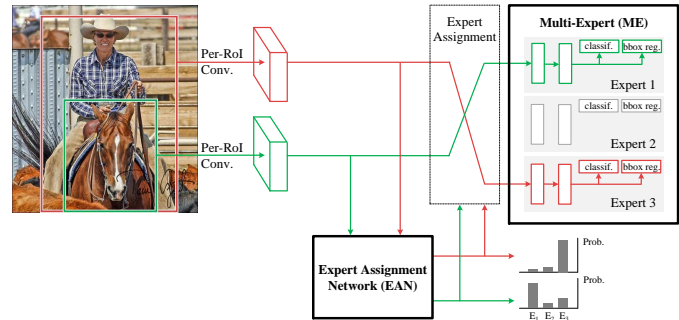 Per-RoI
Conv.
Per-RoI
Conv.
Expert
Assignment
Multi-Expert (ME)
classif.
bbox reg.
Expert 1
classif.
bbox reg.
Expert 2
classif.
bbox reg.
Expert 3
Expert Assignment
Network (EAN)
Prob.
Prob.
E1 E2 E3